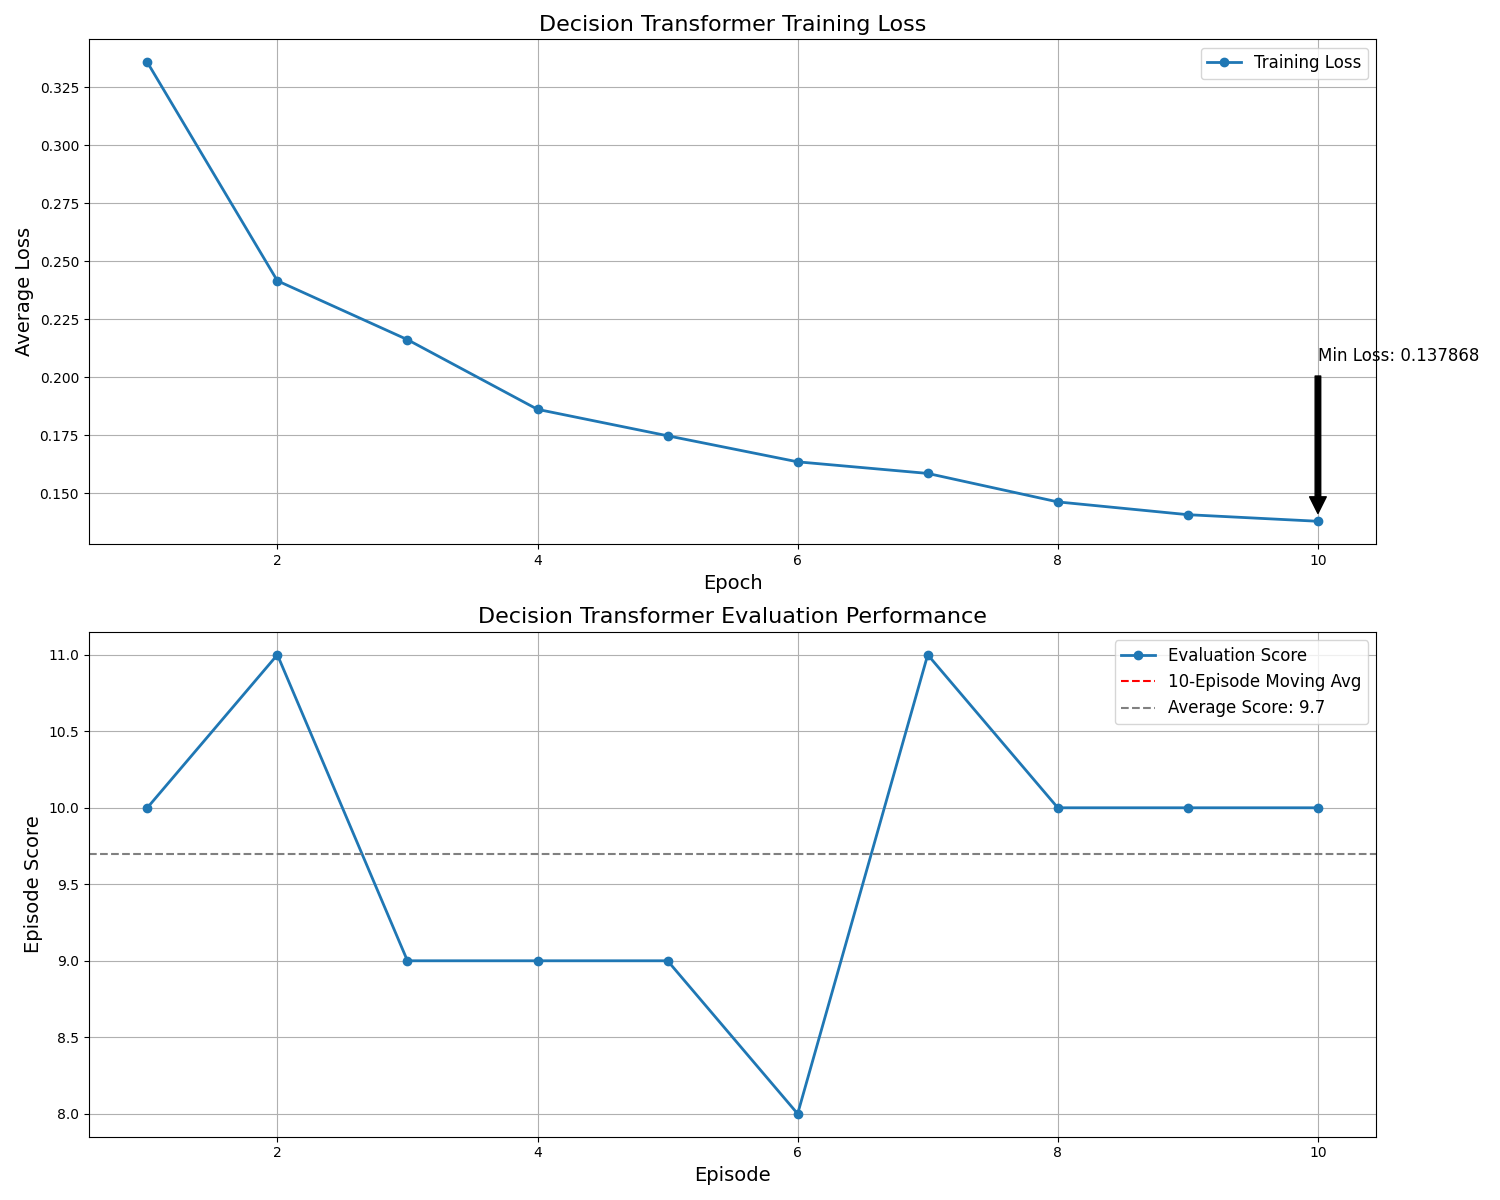 Decision Transformer Training Loss
Training Loss
0.325
0.300
0.275
0.250
0.225
0.200
0.175
0.150
Average Loss
Min Loss: 0.137868
2 4 6 8 10
Epoch
Decision Transformer Evaluation Performance
Evaluation Score
10-Episode Moving Avg
Average Score: 9.7
11.0
10.5
10.0
9.5
9.0
8.5
8.0
Episode Score
2 4 6 8 10
Episode